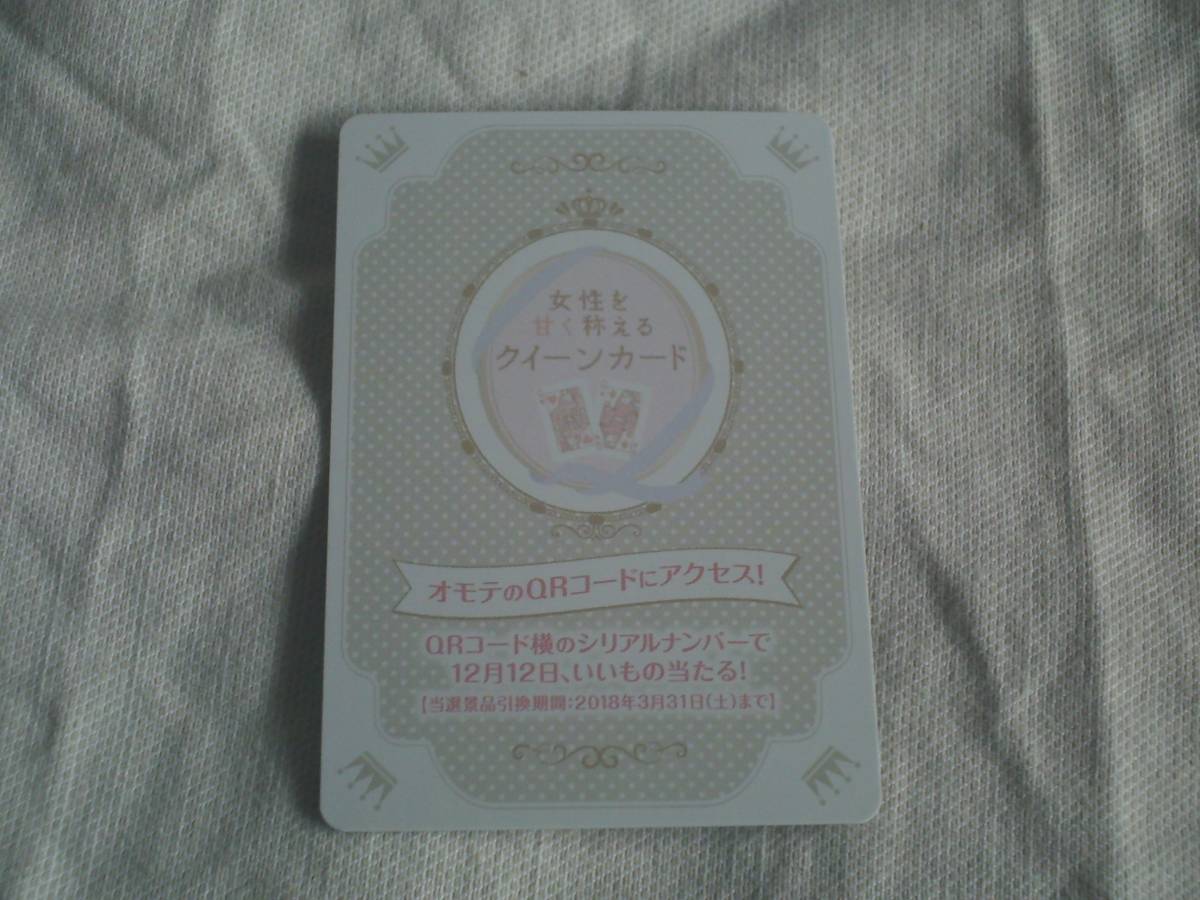 女性を
甘く称える
クイーンカード
オモテのQRコードにアクセス!
QRコード横のシリアルナンバーで
12月12日、いいもの当たる!
【当選景品引換期間:2018年3月31日(土)まで】